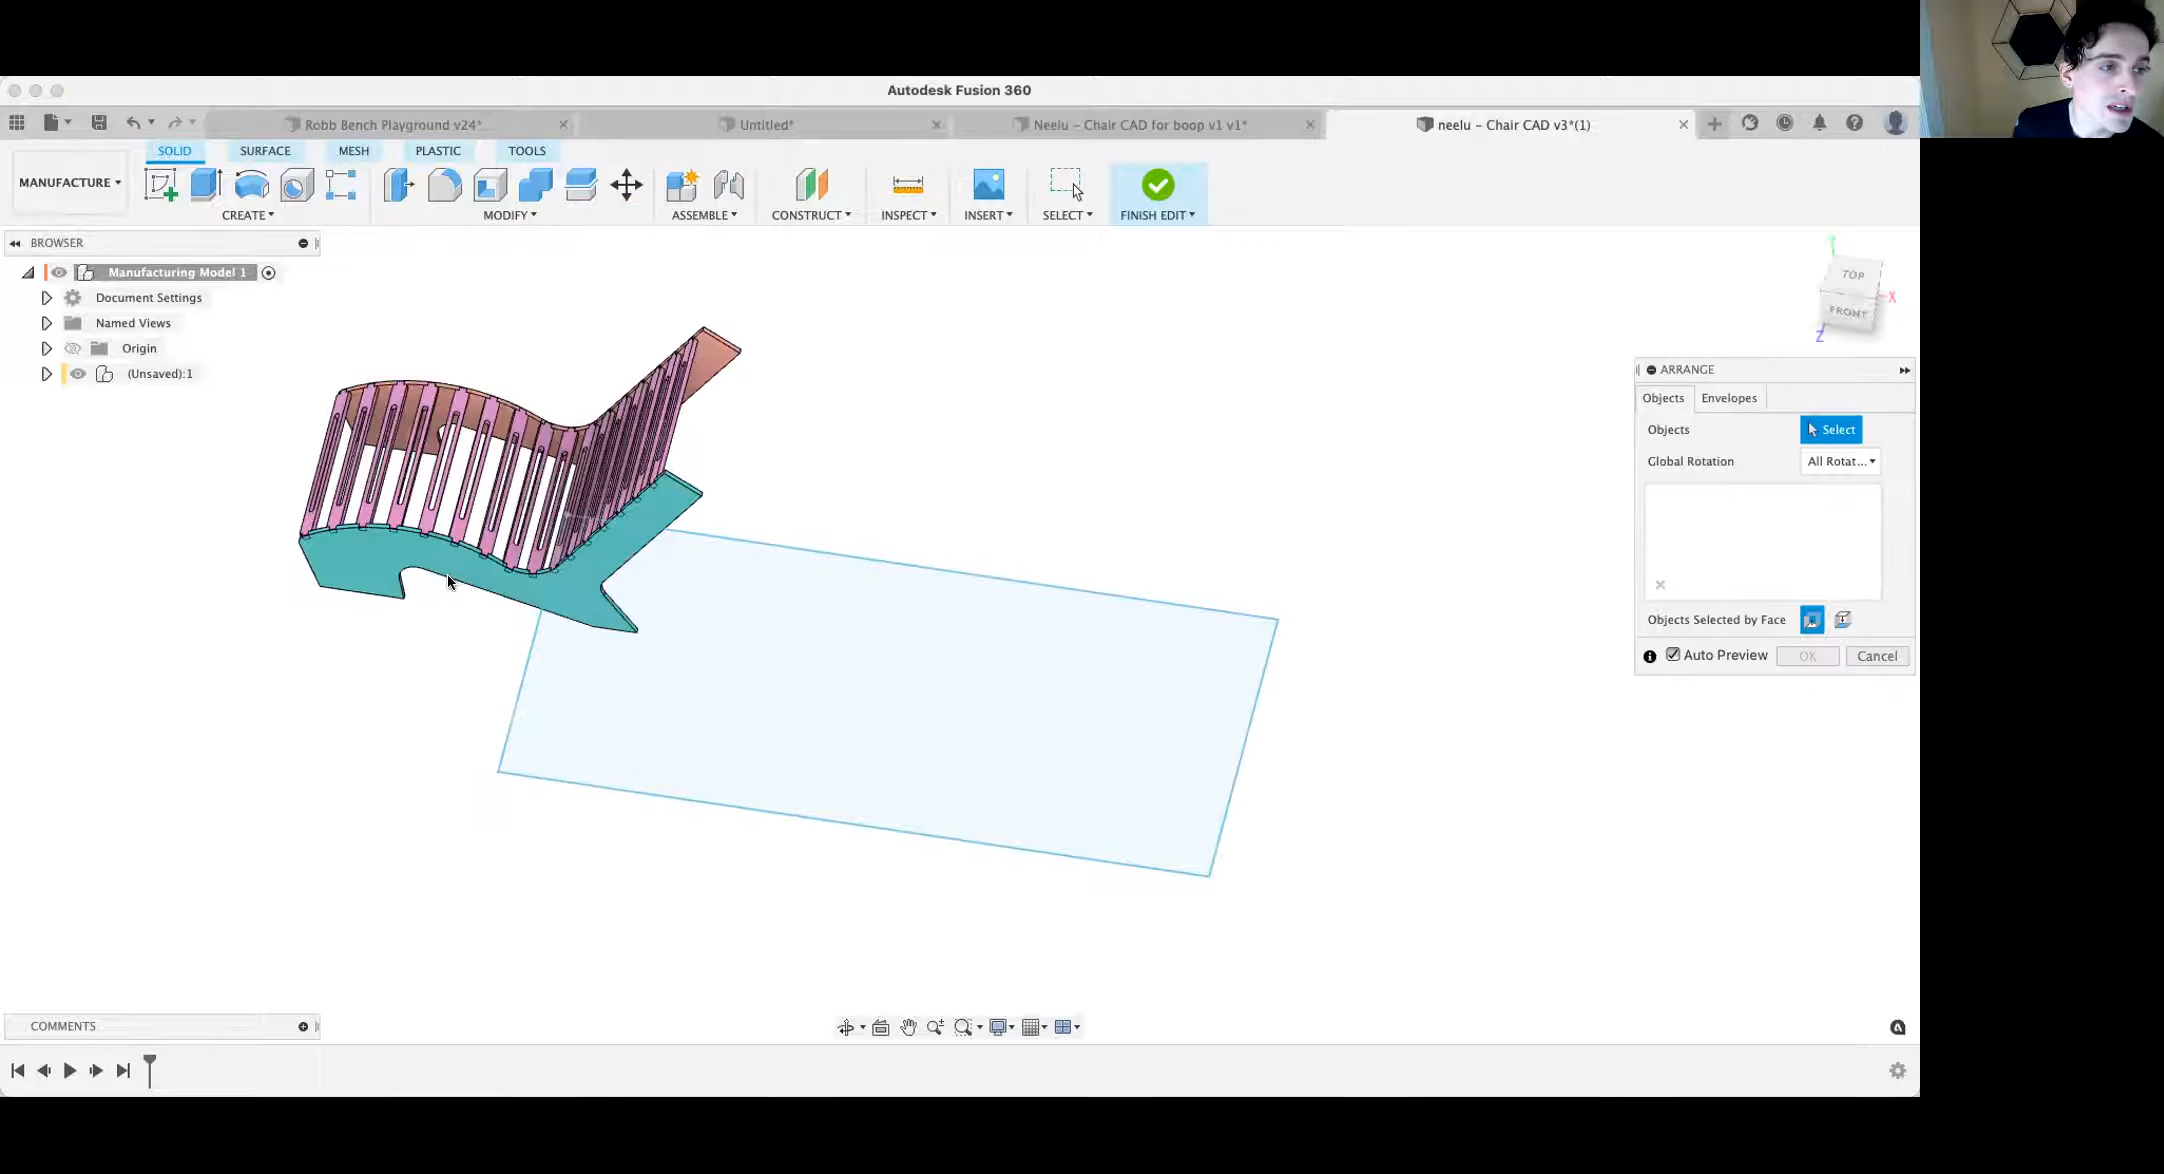 Autodesk Fusion 360
Robb Bench Playground v24*
Untitled*
Neelu - Chair CAD for boop v1 v1*
neelu - Chair CAD v3*(1)
SOLID
SURFACE
MESH
PLASTIC
TOOLS
MANUFACTURE
CREATE
MODIFY
ASSEMBLE
CONSTRUCT
INSPECT
INSERT
SELECT
FINISH EDIT
BROWSER
Manufacturing Model 1
Document Settings
Named Views
Origin
(Unsaved):1
TOP
FRONT
X
Z
ARRANGE
Objects
Envelopes
Objects
Select
Global Rotation
All Rotat...
Objects Selected by Face
Auto Preview
OK
Cancel
COMMENTS